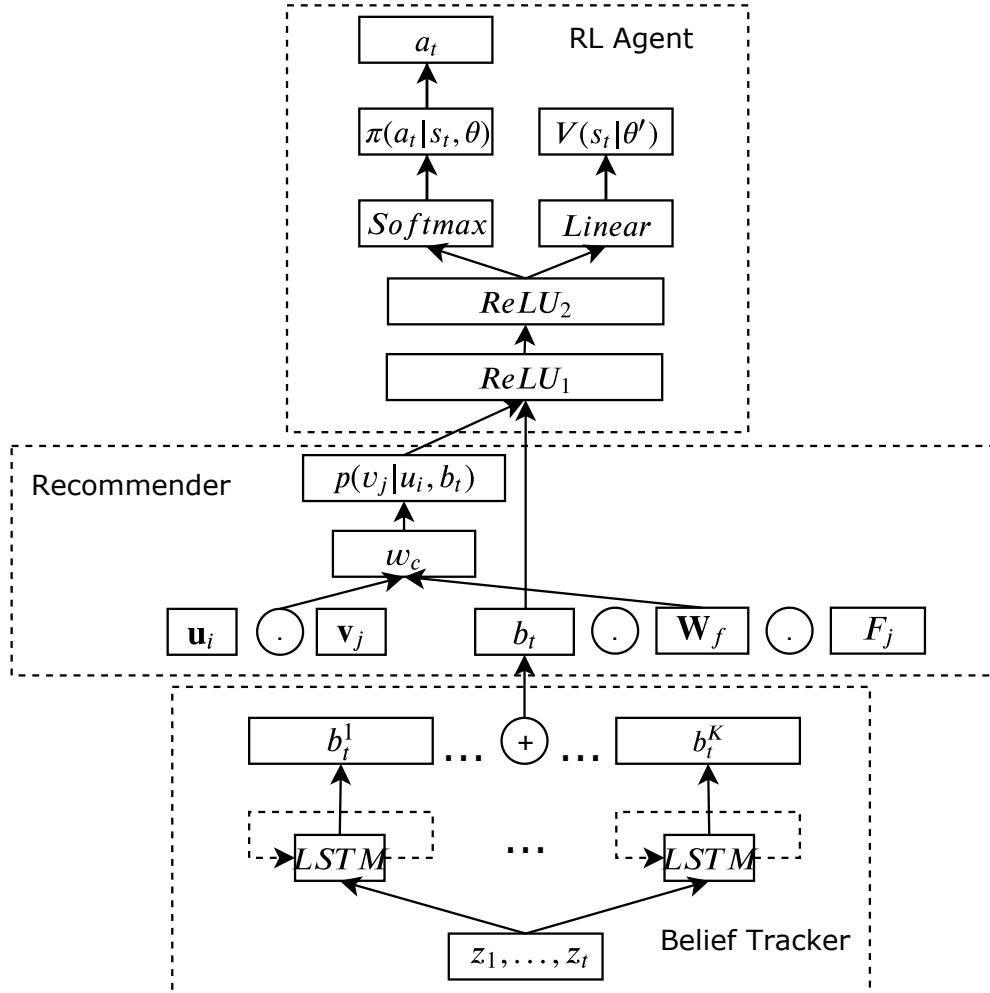 RL Agent
a_t
π(a_t|s_t, θ) V(s_t|θ′)
Softmax Linear
ReLU_2
ReLU_1
Recommender
p(v_j|u_i, b_t)
w_c
u_i . v_j b_t . W_f . F_j
b_t^1 ... + ... b_t^K
LSTM ... LSTM
Belief Tracker
z_1, . . . , z_t